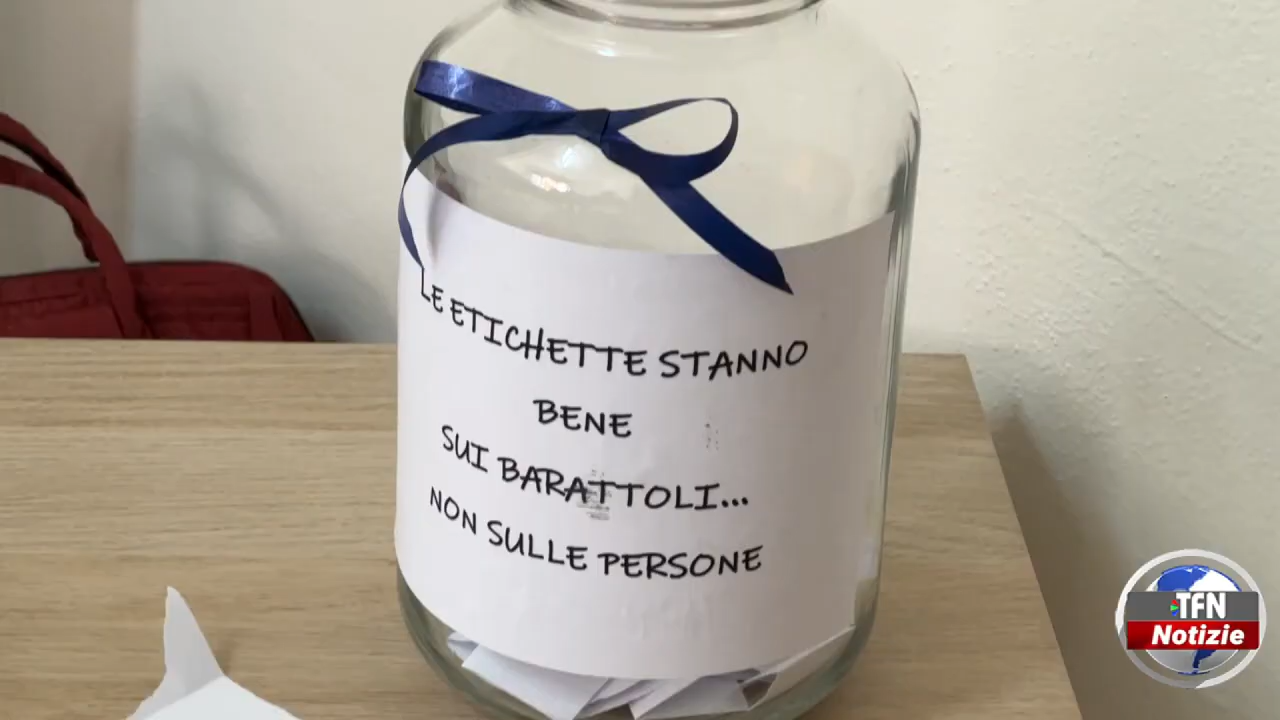 LE ETICHETTE STANNO
BENE
SUI BARATTOLI...
NON SULLE PERSONE
TFN
Notizie